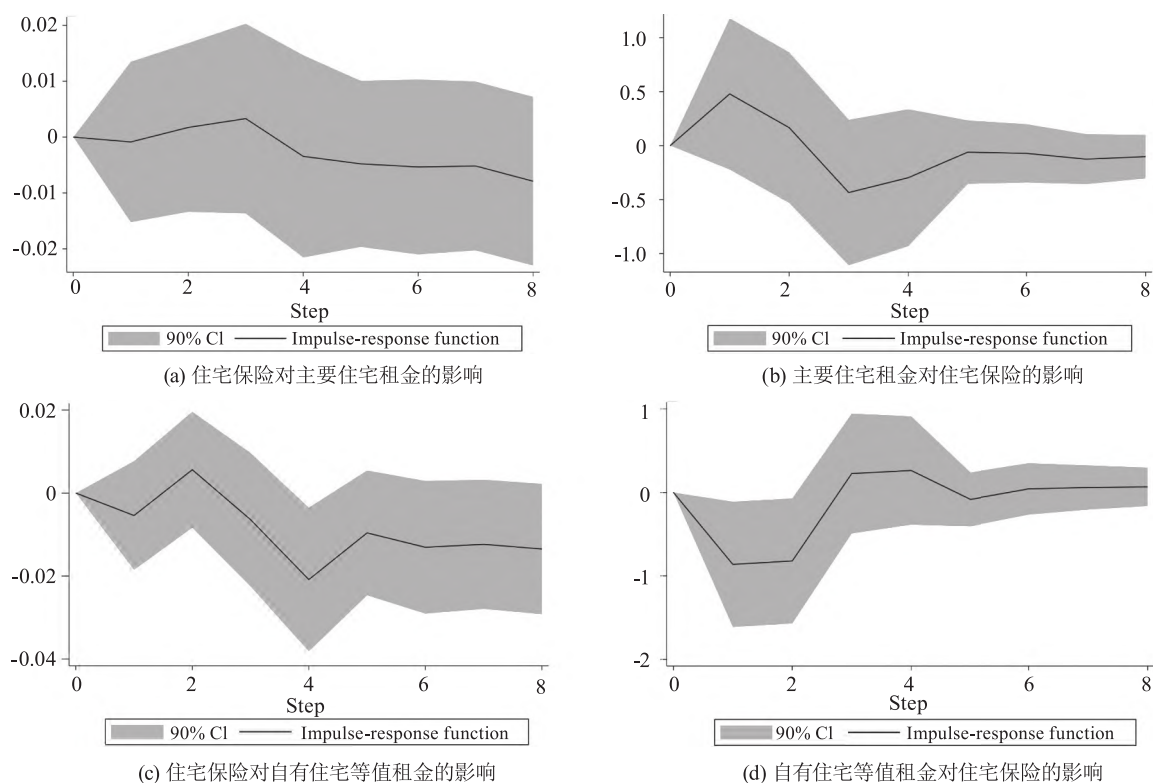 0.02
0.01
0
-0.01
-0.02
0 2 4 6 8
Step
90% Cl Impulse-response function
(a) 住宅保险对主要住宅租金的影响
1.0
0.5
0
-0.5
-1.0
0 2 4 6 8
Step
90% Cl Impulse-response function
(b) 主要住宅租金对住宅保险的影响
0.02
0
-0.02
-0.04
0 2 4 6 8
Step
90% Cl Impulse-response function
(c) 住宅保险对自有住宅等值租金的影响
1
0
-1
-2
0 2 4 6 8
Step
90% Cl Impulse-response function
(d) 自有住宅等值租金对住宅保险的影响